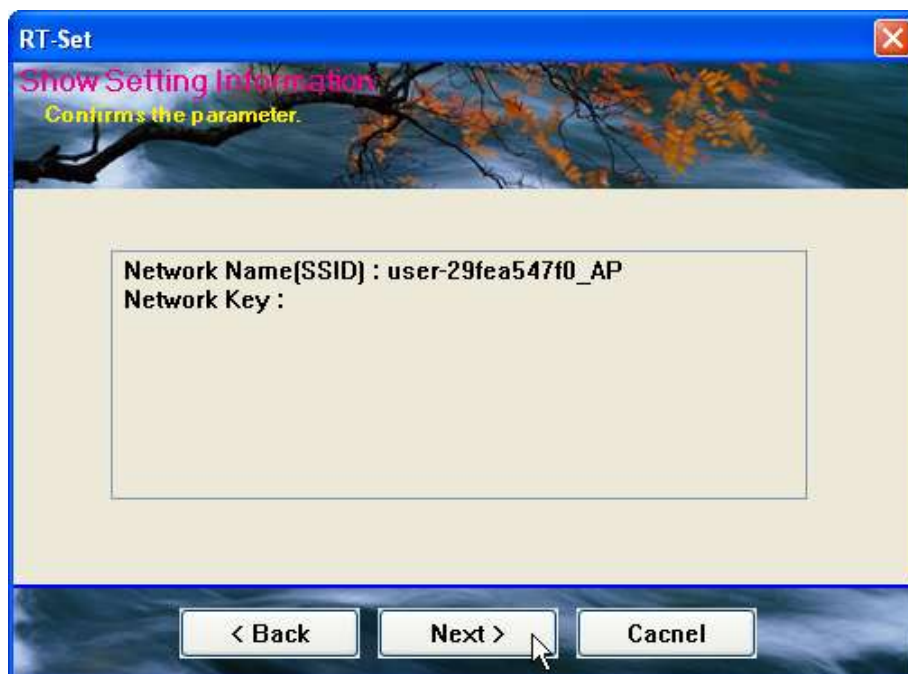 RT-Set
Show Setting Information
Confirms the parameter.
Network Name(SSID) : user-29fea547f0_AP
Network Key :
< Back
Next >
Cacnel